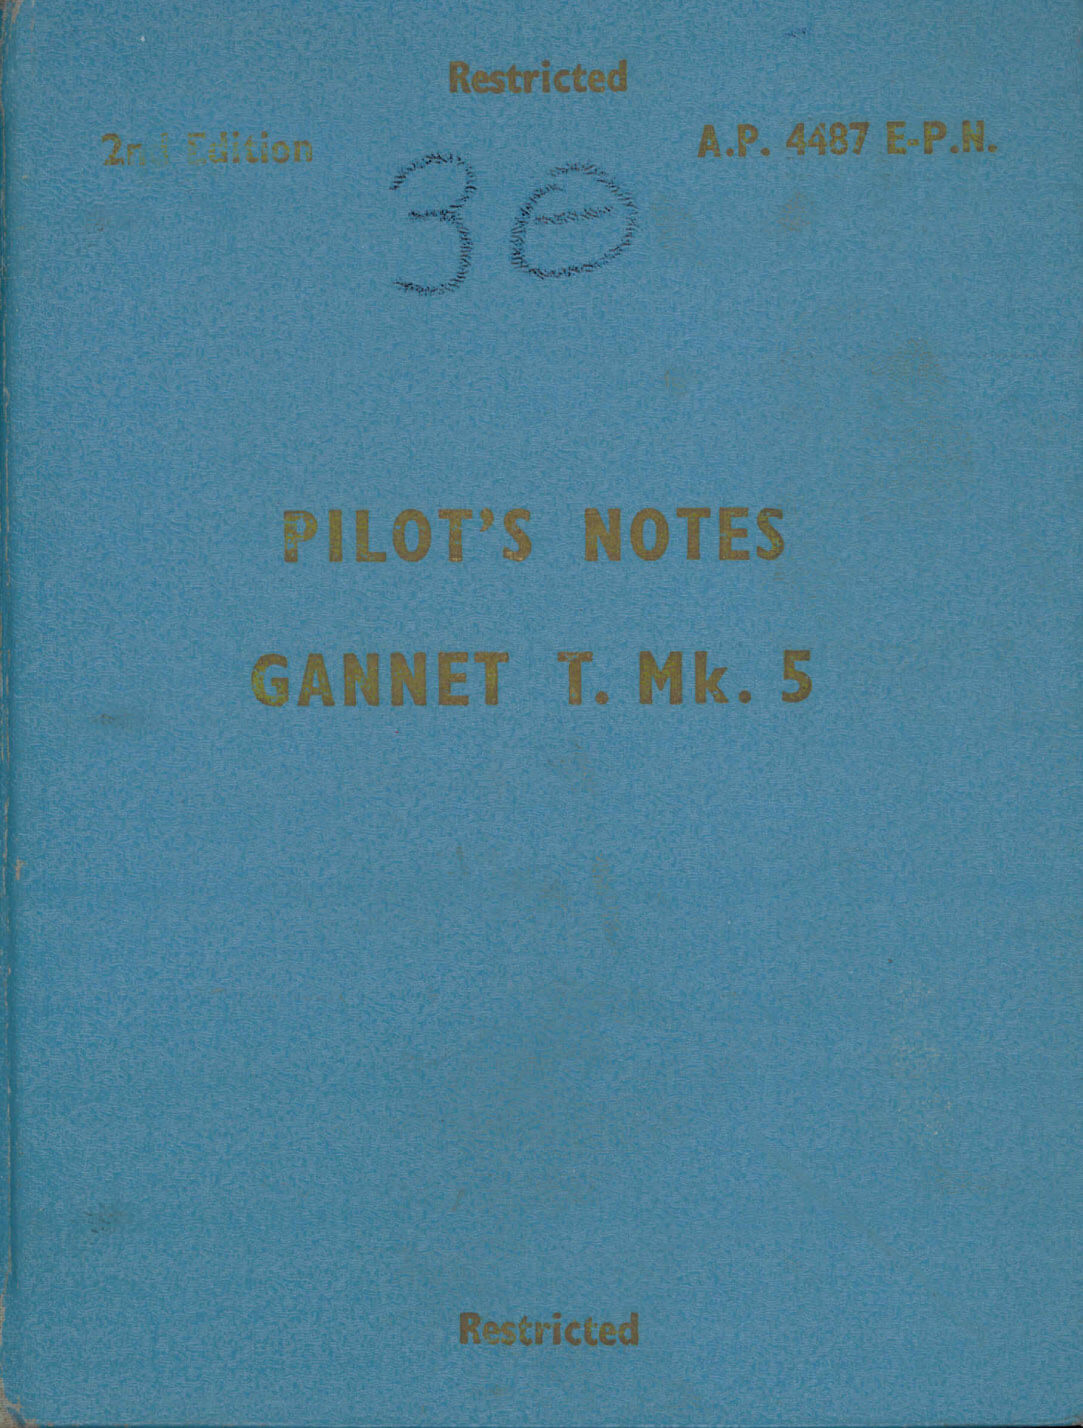 Restricted
2nd Edition A.P. 4487 E-P.N.
30
PILOT'S NOTES
GANNET T. Mk. 5
Restricted